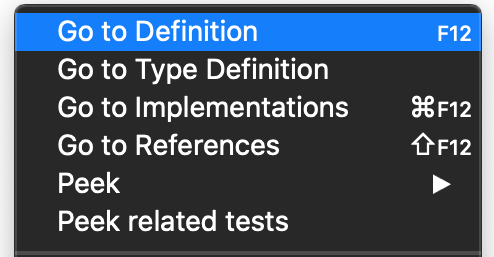 Go to Definition F12
Go to Type Definition
Go to Implementations ⌘F12
Go to References ⇧F12
Peek ▶
Peek related tests